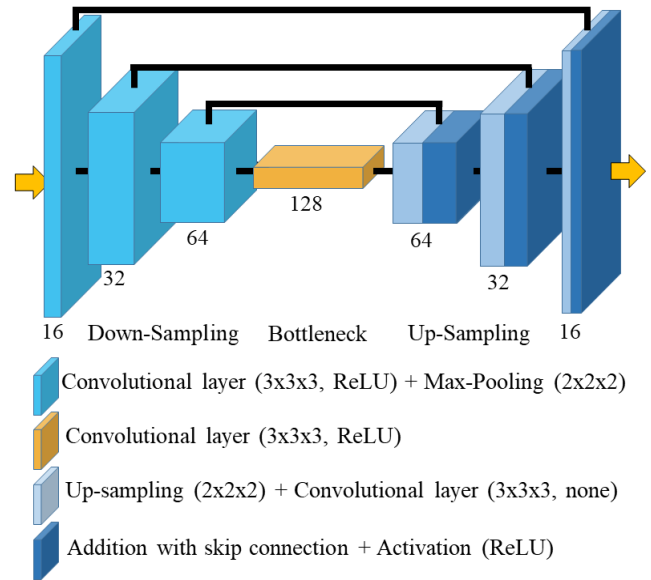 128
64
64
32
32
16 Down-Sampling Bottleneck Up-Sampling 16
Convolutional layer (3x3x3, ReLU) + Max-Pooling (2x2x2)
Convolutional layer (3x3x3, ReLU)
Up-sampling (2x2x2) + Convolutional layer (3x3x3, none)
Addition with skip connection + Activation (ReLU)